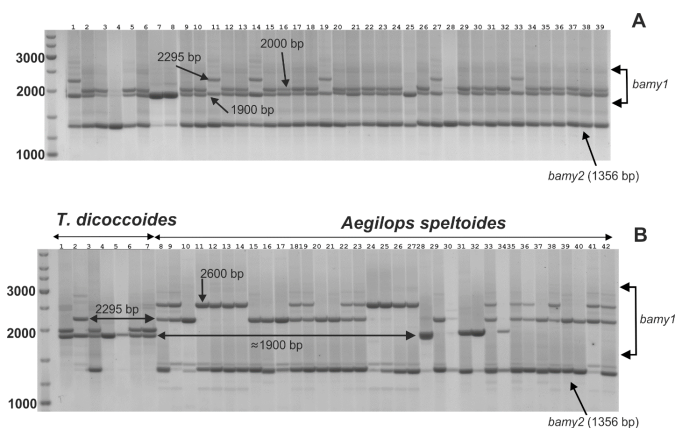 1 2 3 4 5 6 7 8 9 10 11 12 13 14 15 16 17 18 20 21 22 23 24 25 26 27 28 29 30 31 32 33 34 35 36 37 38 39
A
3000
2295 bp
2000 bp
bamy1
2000
1900 bp
1000
bamy2 (1356 bp)
T. dicoccoides
Aegilops speltoides
1 2 3 4 5 6 7 8 9 10 11 12 13 14 15 16 17 18 19 20 21 22 23 24 25 26 27 28 29 30 31 32 33 34 35 36 37 38 39 40 41 42
B
3000
2600 bp
2295 bp
bamy1
2000
≈1900 bp
1000
bamy2 (1356 bp)